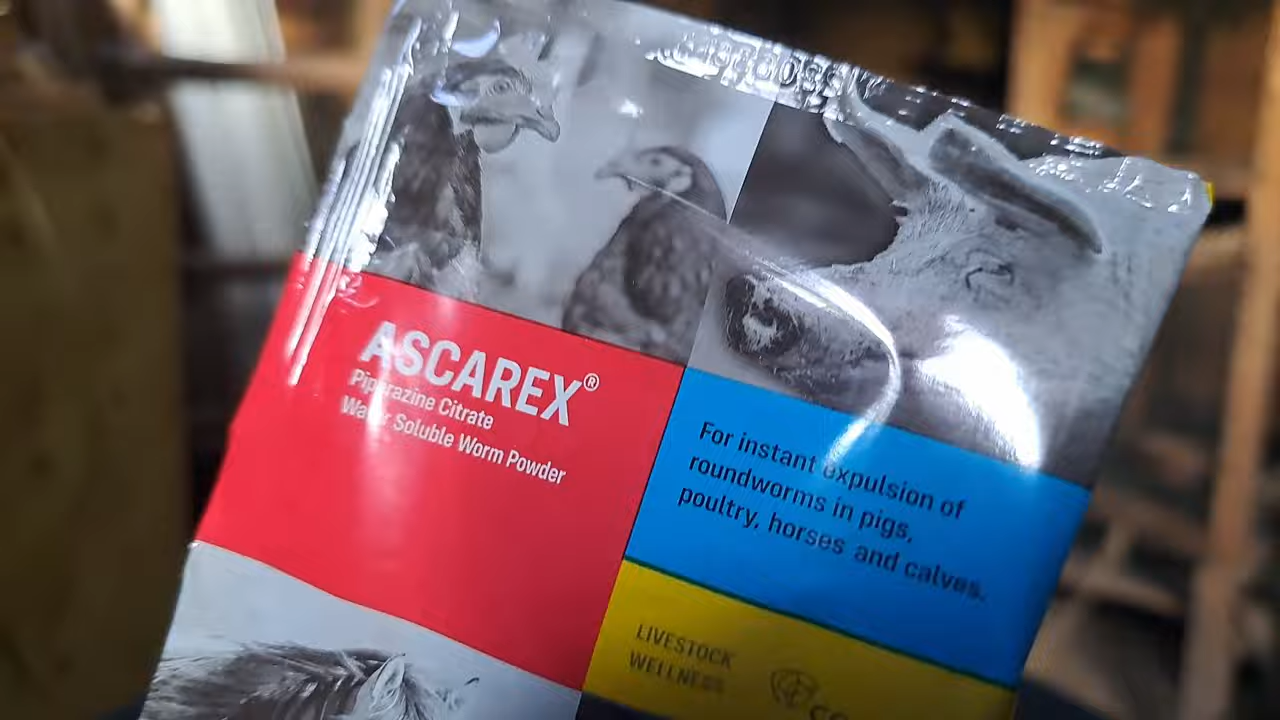 ASCAREX®
Piperazine Citrate
Water Soluble Worm Powder
For instant expulsion of
roundworms in pigs,
poultry, horses and calves.
LIVESTOCK
WELLNESS